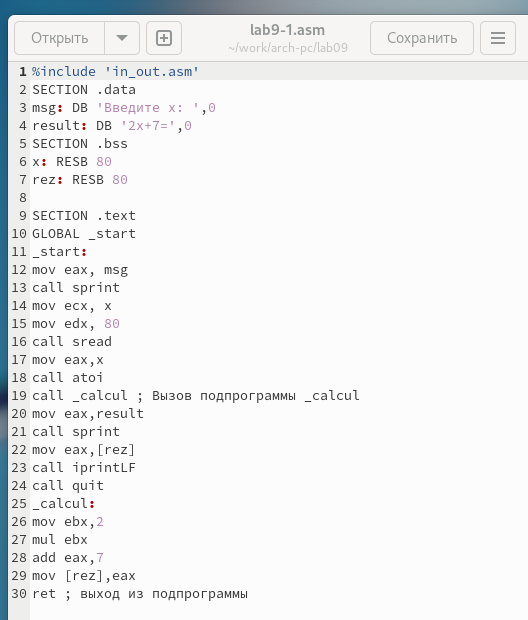 Открыть
lab9-1.asm
~/work/arch-pc/lab09
Сохранить
1 %include 'in_out.asm'
2 SECTION .data
3 msg: DB 'Введите x: ',0
4 result: DB '2x+7=',0
5 SECTION .bss
6 x: RESB 80
7 rez: RESB 80
8
9 SECTION .text
10 GLOBAL _start
11 _start:
12 mov eax, msg
13 call sprint
14 mov ecx, x
15 mov edx, 80
16 call sread
17 mov eax,x
18 call atoi
19 call _calcul ; Вызов подпрограммы _calcul
20 mov eax,result
21 call sprint
22 mov eax,[rez]
23 call iprintLF
24 call quit
25 _calcul:
26 mov ebx,2
27 mul ebx
28 add eax,7
29 mov [rez],eax
30 ret ; выход из подпрограммы